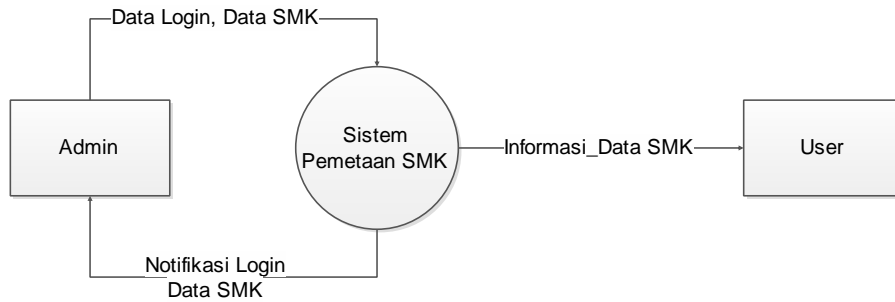 Data Login, Data SMK
Admin
Sistem
Pemetaan SMK
Informasi_Data SMK
User
Notifikasi Login
Data SMK